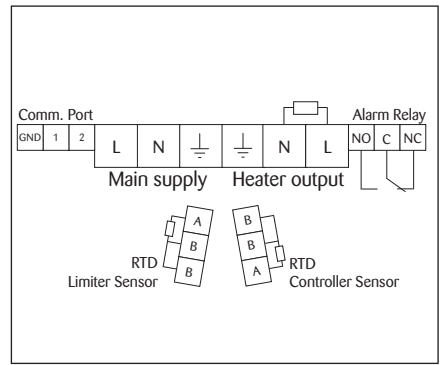 Comm. Port Alarm Relay
GND 1 2 L N N L NO C NC
Main supply Heater output
A
B
B
RTD
Limiter Sensor
B
B
A
RTD
Controller Sensor